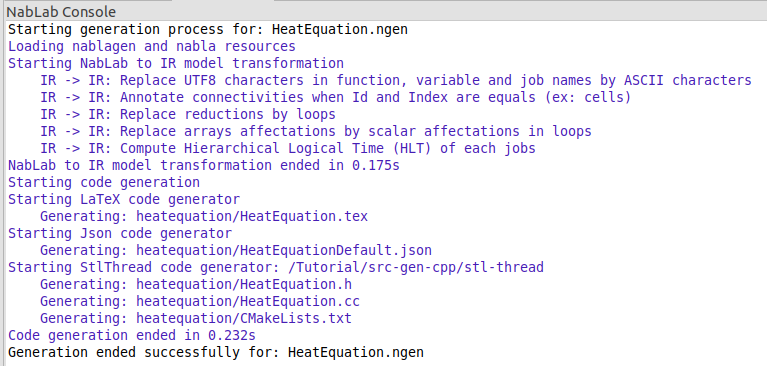 NabLab Console
Starting generation process for: HeatEquation.ngen
Loading nablagen and nabla resources
Starting NabLab to IR model transformation
    IR -> IR: Replace UTF8 characters in function, variable and job names by ASCII characters
    IR -> IR: Annotate connectivities when Id and Index are equals (ex: cells)
    IR -> IR: Replace reductions by loops
    IR -> IR: Replace arrays affectations by scalar affectations in loops
    IR -> IR: Compute Hierarchical Logical Time (HLT) of each jobs
NabLab to IR model transformation ended in 0.175s
Starting code generation
Starting LaTeX code generator
    Generating: heatequation/HeatEquation.tex
Starting Json code generator
    Generating: heatequation/HeatEquationDefault.json
Starting StlThread code generator: /Tutorial/src-gen-cpp/stl-thread
    Generating: heatequation/HeatEquation.h
    Generating: heatequation/HeatEquation.cc
    Generating: heatequation/CMakeLists.txt
Code generation ended in 0.232s
Generation ended successfully for: HeatEquation.ngen